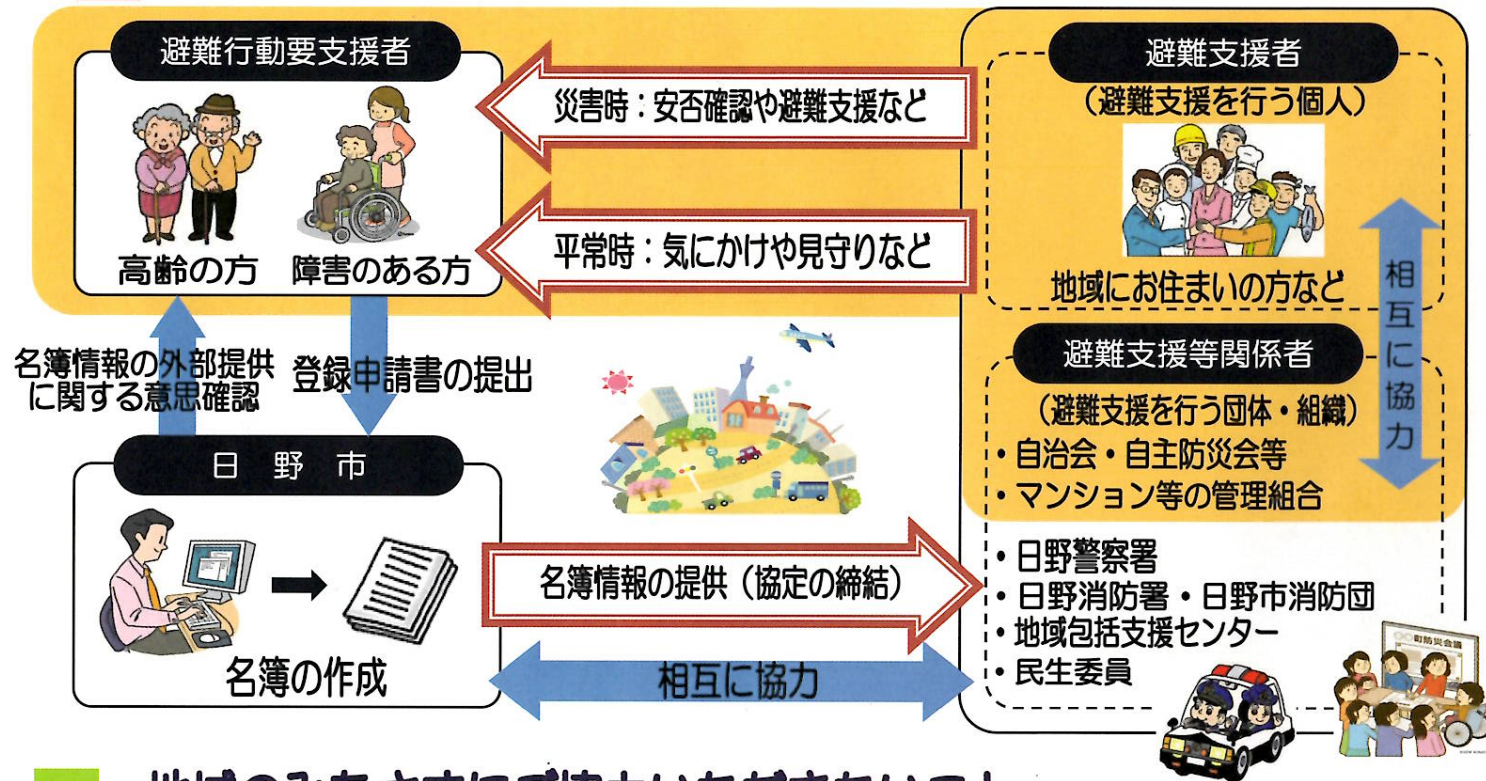 避難行動要支援者
高齢の方
障害のある方
災害時：安否確認や避難支援など
平常時：気にかけや見守りなど
避難支援者
（避難支援を行う個人）
地域にお住まいの方など
相互に協力
避難支援等関係者
（避難支援を行う団体・組織）
・自治会・自主防災会等
・マンション等の管理組合
・日野警察署
・日野消防署・日野市消防団
・地域包括支援センター
・民生委員
名簿情報の外部提供
に関する意思確認
登録申請書の提出
日野市
名簿の作成
名簿情報の提供（協定の締結）
相互に協力
〇〇町防災会議